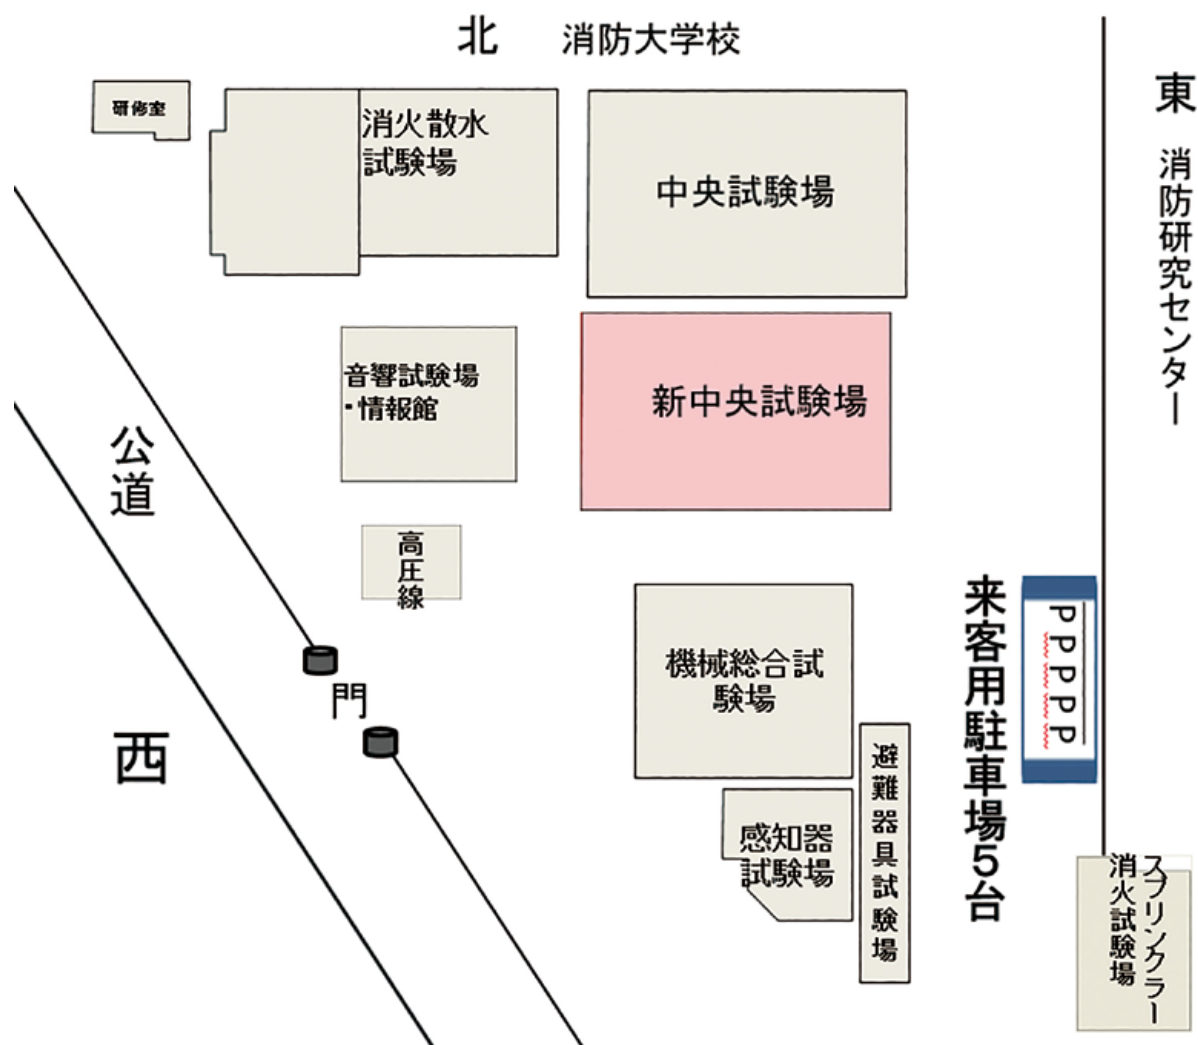 北 消防大学校
東 消防研究センター
研修室
消火散水
試験場
中央試験場
音響試験場
・情報館
新中央試験場
公道
高圧線
門
西
機械総合試
験場
避難器具試験場
感知器
試験場
来客用駐車場5台
PPPPP
スプリンクラー
消火試験場